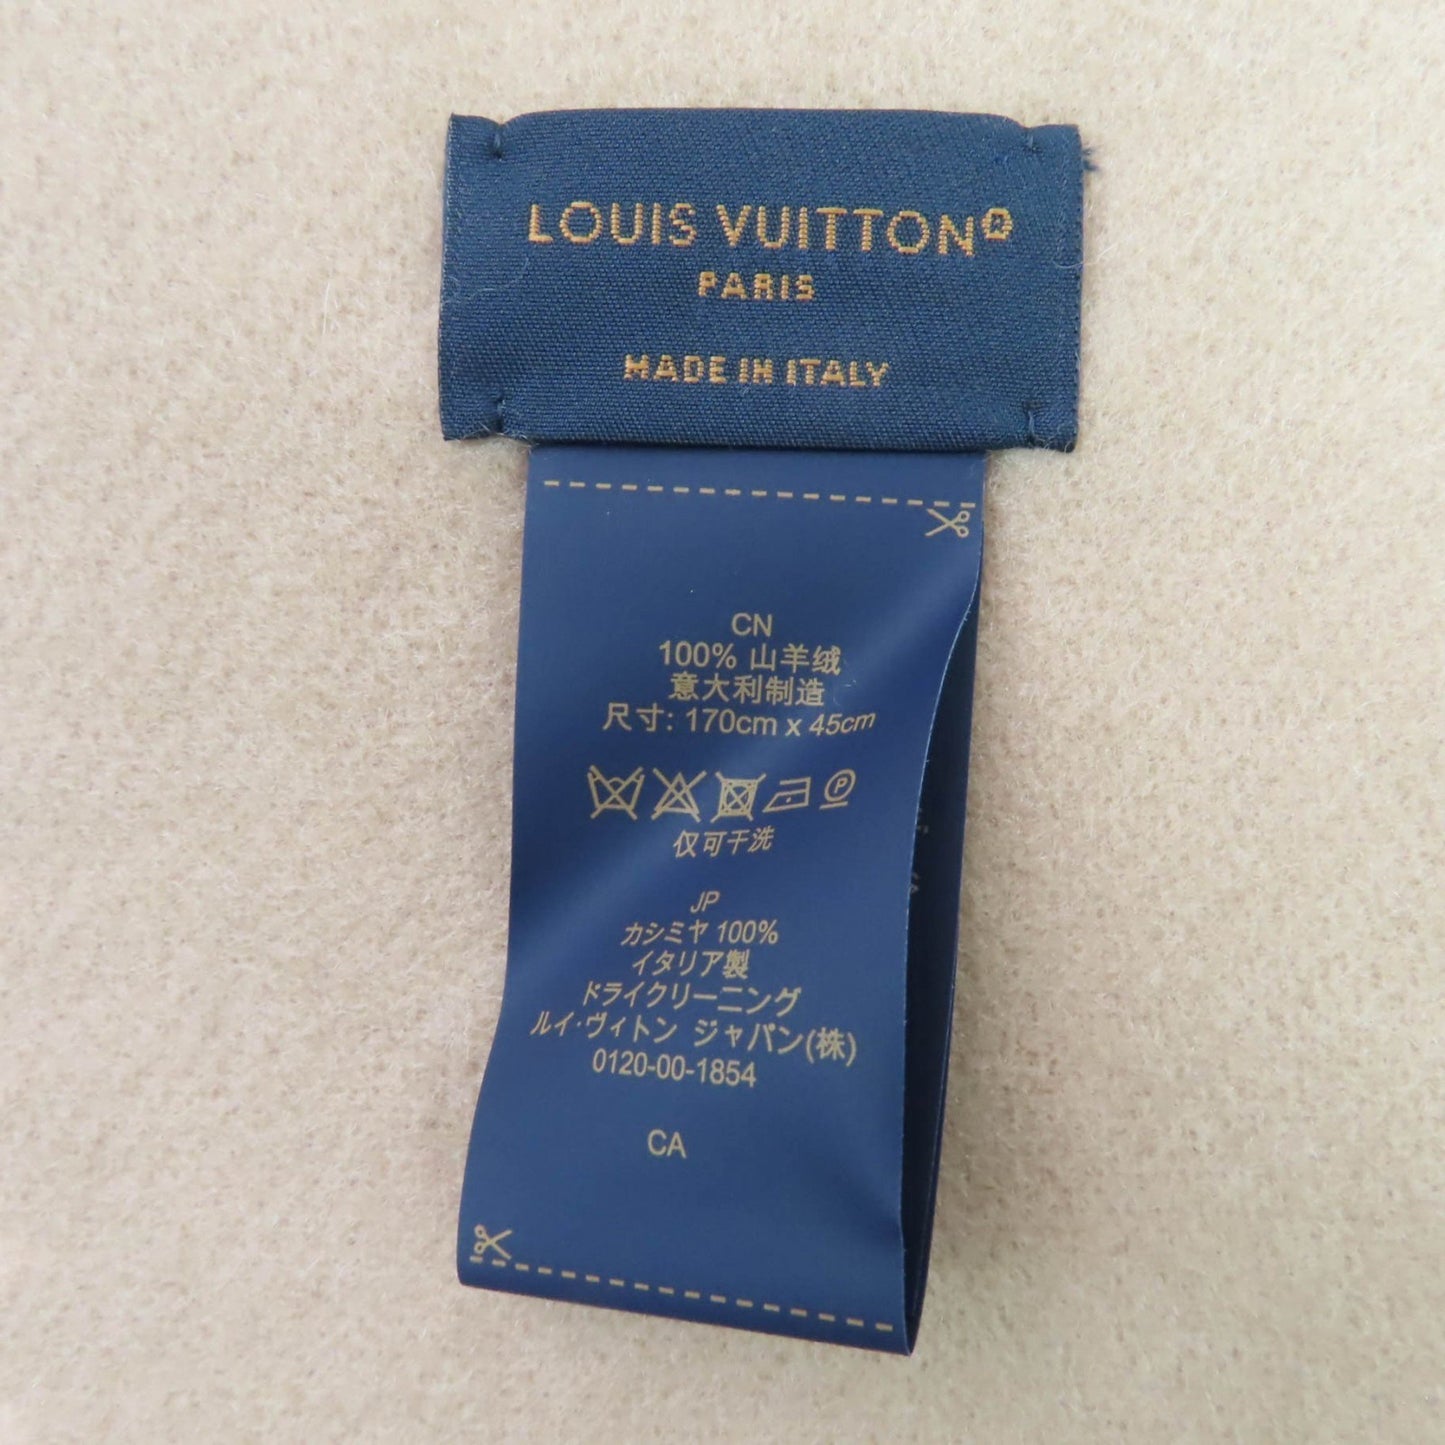 LOUIS VUITTON®
PARIS
MADE IN ITALY
CN
100% 山羊绒
意大利制造
尺寸: 170cm x 45cm
P
仅可干洗
JP
カシミヤ 100%
イタリア製
ドライクリーニング
ルイ·ヴィトン ジャパン(株)
0120-00-1854
CA